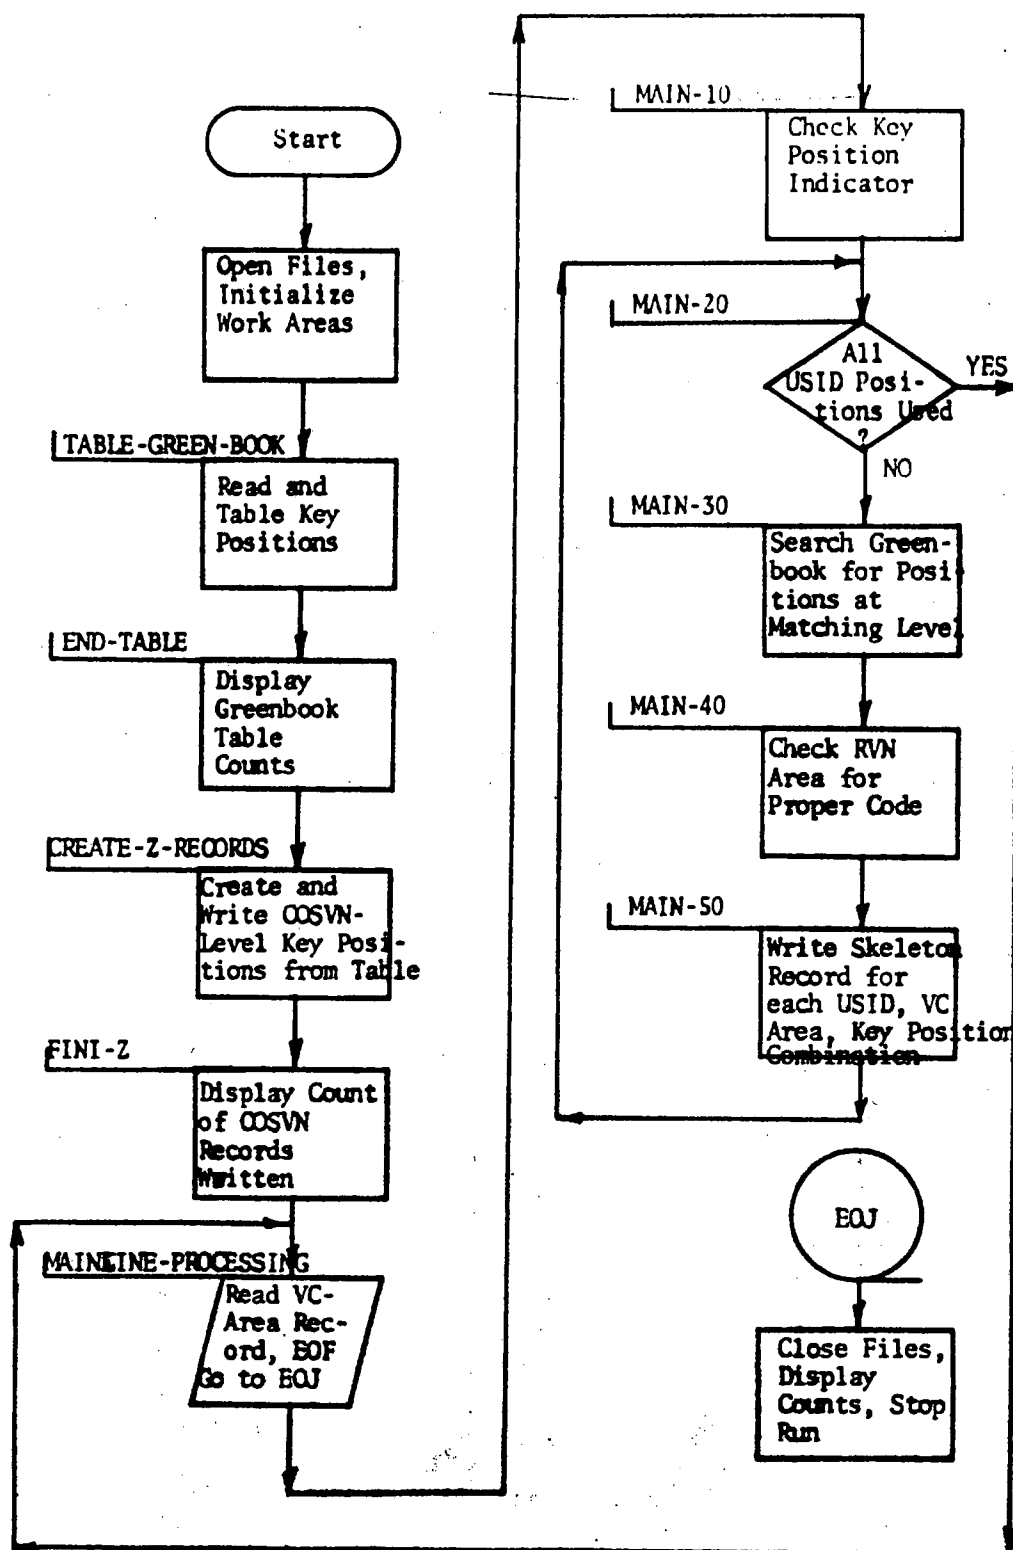 Start
Open Files,
Initialize
Work Areas
TABLE-GREEN-BOOK
Read and
Table Key
Positions
END-TABLE
Display
Greenbook
Table
Counts
CREATE-Z-RECORDS
Create and
Write COSVN-
Level Key Posi-
tions from Table
FINI-Z
Display Count
of COSVN
Records
Written
MAINLINE-PROCESSING
Read VC-
Area Rec-
ord, EOF
Go to EOJ
MAIN-10
Check Key
Position
Indicator
MAIN-20
All
USID Posi-
tions Used
?
YES
NO
MAIN-30
Search Green-
book for Posi
tions at
Matching Level
MAIN-40
Check RVN
Area for
Proper Code
MAIN-50
Write Skeleton
Record for
each USID, VC
Area, Key Position
Combination
EOJ
Close Files,
Display
Counts, Stop
Run